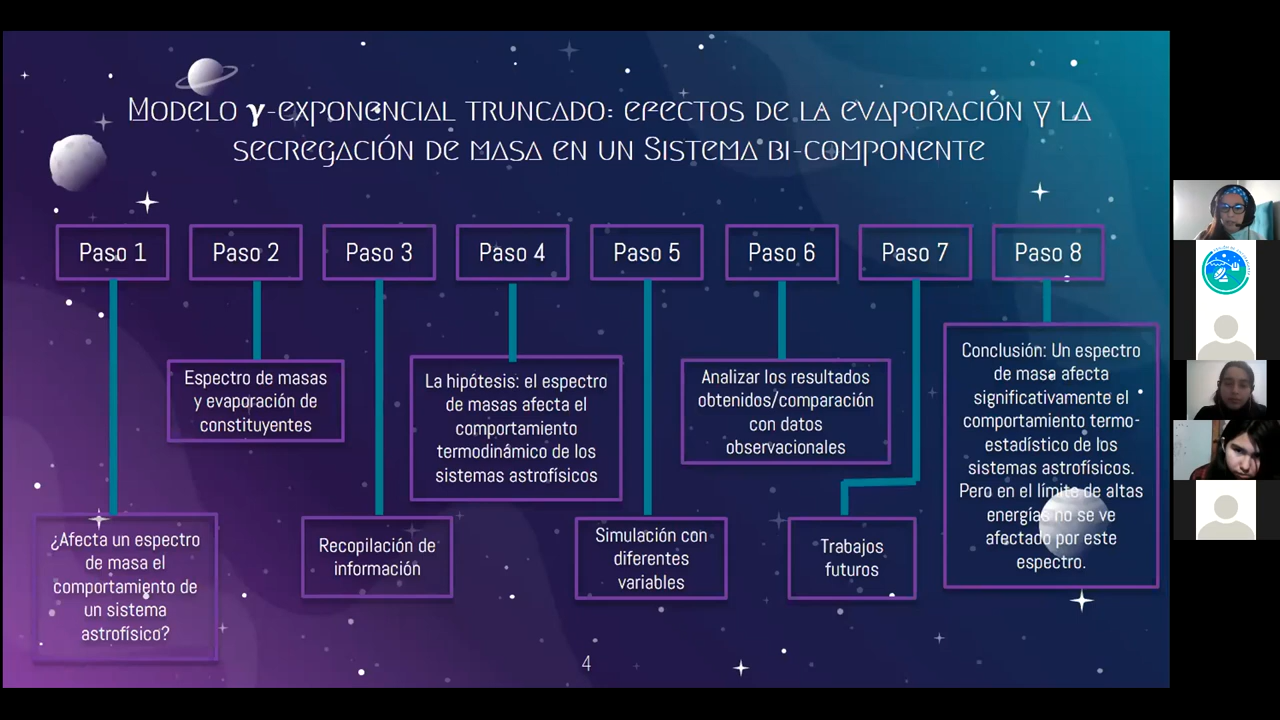 Modelo γ-exponencial truncado: efectos de la evaporación y la
secregación de masa en un Sistema bi-componente
Paso 1
Paso 2
Paso 3
Paso 4
Paso 5
Paso 6
Paso 7
Paso 8
¿Afecta un espectro
de masa el
comportamiento de
un sistema
astrofísico?
Espectro de masas
y evaporación de
constituyentes
Recopilación de
información
La hipótesis: el espectro
de masas afecta el
comportamiento
termodinámico de los
sistemas astrofísicos
Simulación con
diferentes
variables
Analizar los resultados
obtenidos/comparación
con datos
observacionales
Trabajos
futuros
Conclusión: Un espectro
de masa afecta
significativamente el
comportamiento termo-
estadístico de los
sistemas astrofísicos.
Pero en el límite de altas
energías no se ve
afectado por este
espectro.
4